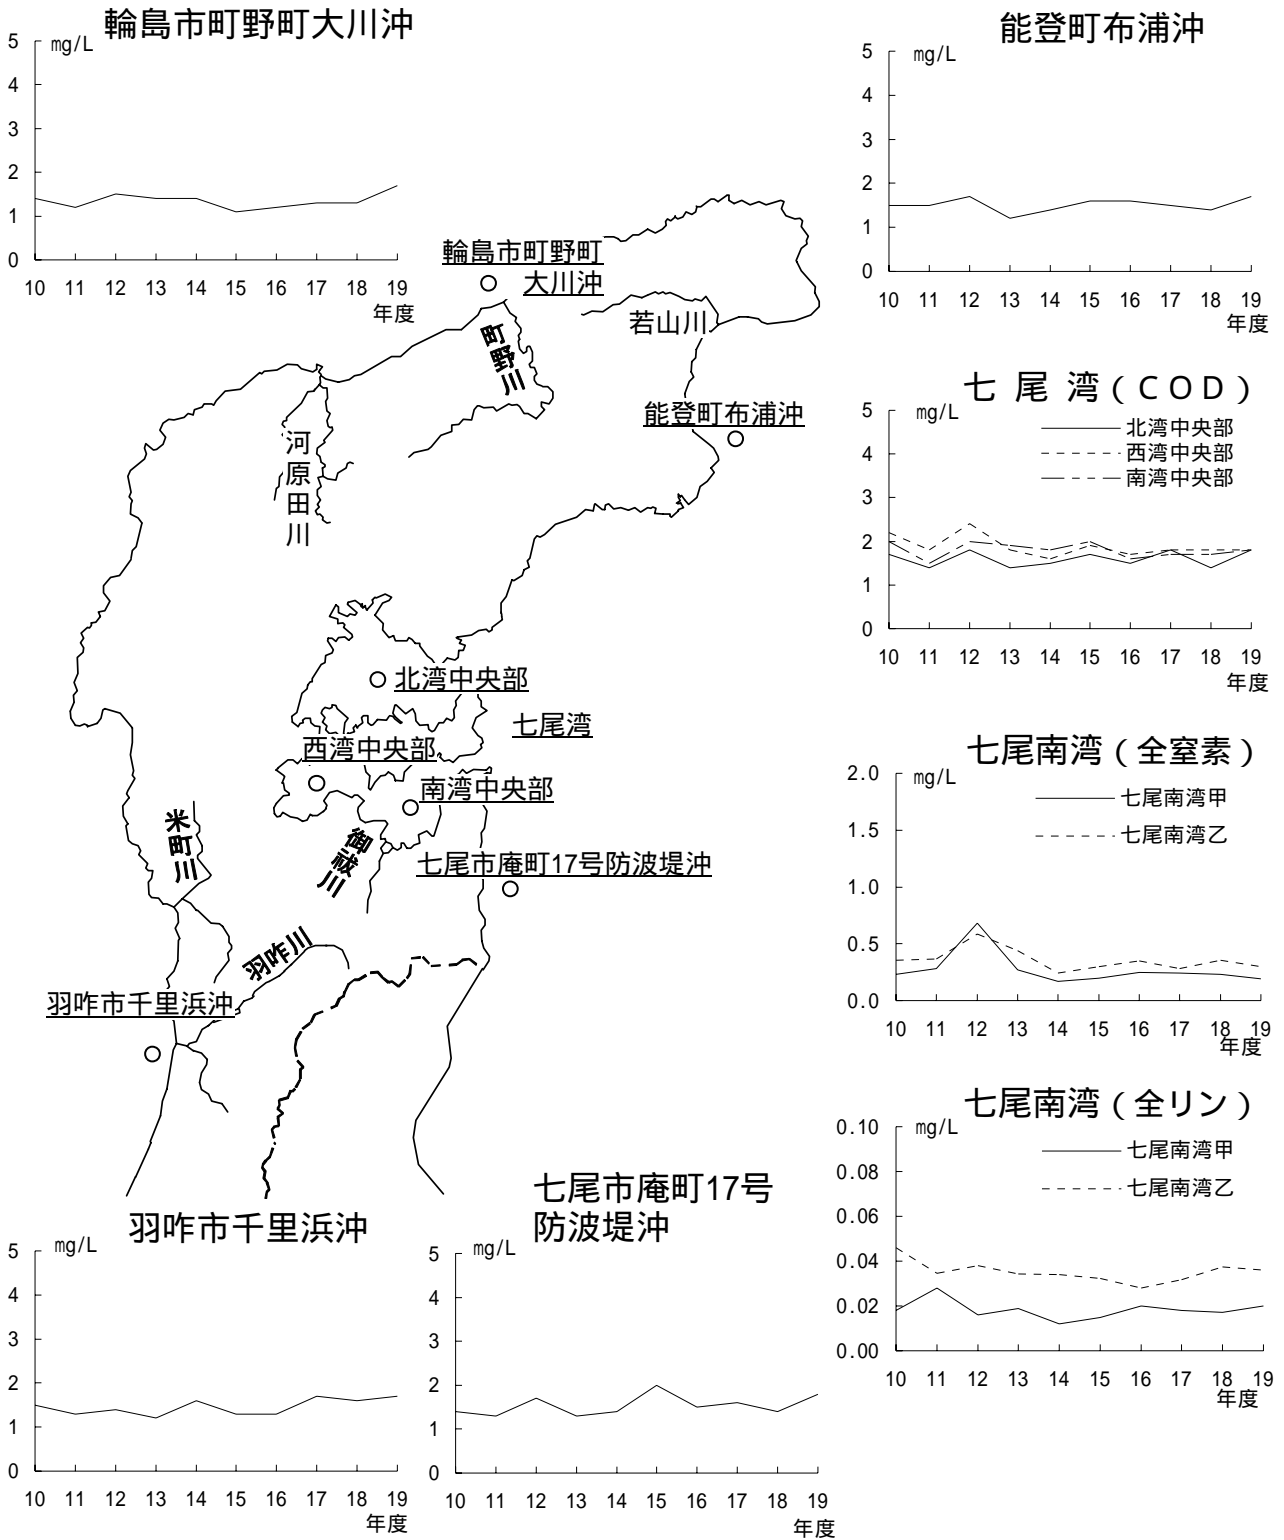 輪島市町野町大川沖
mg/L
5
4
3
2
1
0
10 11 12 13 14 15 16 17 18 19
年度
能登町布浦沖
mg/L
5
4
3
2
1
0
10 11 12 13 14 15 16 17 18 19
年度
輪島市町野町
大川沖
若山川
町野川
能登町布浦沖
河原田川
北湾中央部
七尾湾
西湾中央部
南湾中央部
米町川
御祓川
七尾市庵町17号防波堤沖
羽咋川
羽咋市千里浜沖
七尾湾(COD)
mg/L
北湾中央部
西湾中央部
南湾中央部
5
4
3
2
1
0
10 11 12 13 14 15 16 17 18 19
年度
七尾南湾(全窒素)
mg/L
七尾南湾甲
七尾南湾乙
2.0
1.5
1.0
0.5
0.0
10 11 12 13 14 15 16 17 18 19
年度
七尾南湾(全リン)
mg/L
七尾南湾甲
七尾南湾乙
0.10
0.08
0.06
0.04
0.02
0.00
10 11 12 13 14 15 16 17 18 19
年度
羽咋市千里浜沖
mg/L
5
4
3
2
1
0
10 11 12 13 14 15 16 17 18 19
年度
七尾市庵町17号
防波堤沖
mg/L
5
4
3
2
1
0
10 11 12 13 14 15 16 17 18 19
年度